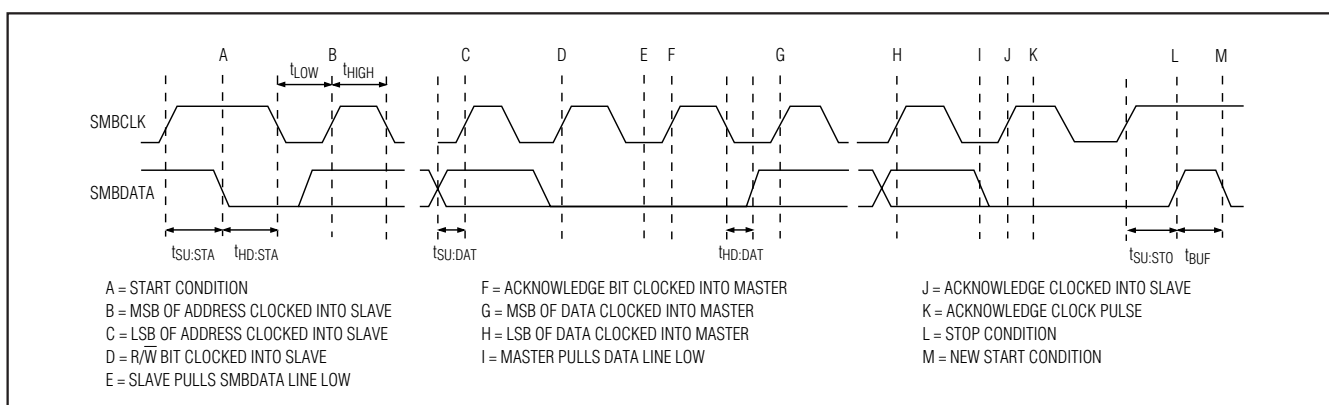 A B C D E F G H I J K L M
tLOW tHIGH
SMBCLK
SMBDATA
tSU:STA tHD:STA tSU:DAT tHD:DAT tSU:STO tBUF
A = START CONDITION
B = MSB OF ADDRESS CLOCKED INTO SLAVE
C = LSB OF ADDRESS CLOCKED INTO SLAVE
D = R/W̅ BIT CLOCKED INTO SLAVE
E = SLAVE PULLS SMBDATA LINE LOW
F = ACKNOWLEDGE BIT CLOCKED INTO MASTER
G = MSB OF DATA CLOCKED INTO MASTER
H = LSB OF DATA CLOCKED INTO MASTER
I = MASTER PULLS DATA LINE LOW
J = ACKNOWLEDGE CLOCKED INTO SLAVE
K = ACKNOWLEDGE CLOCK PULSE
L = STOP CONDITION
M = NEW START CONDITION